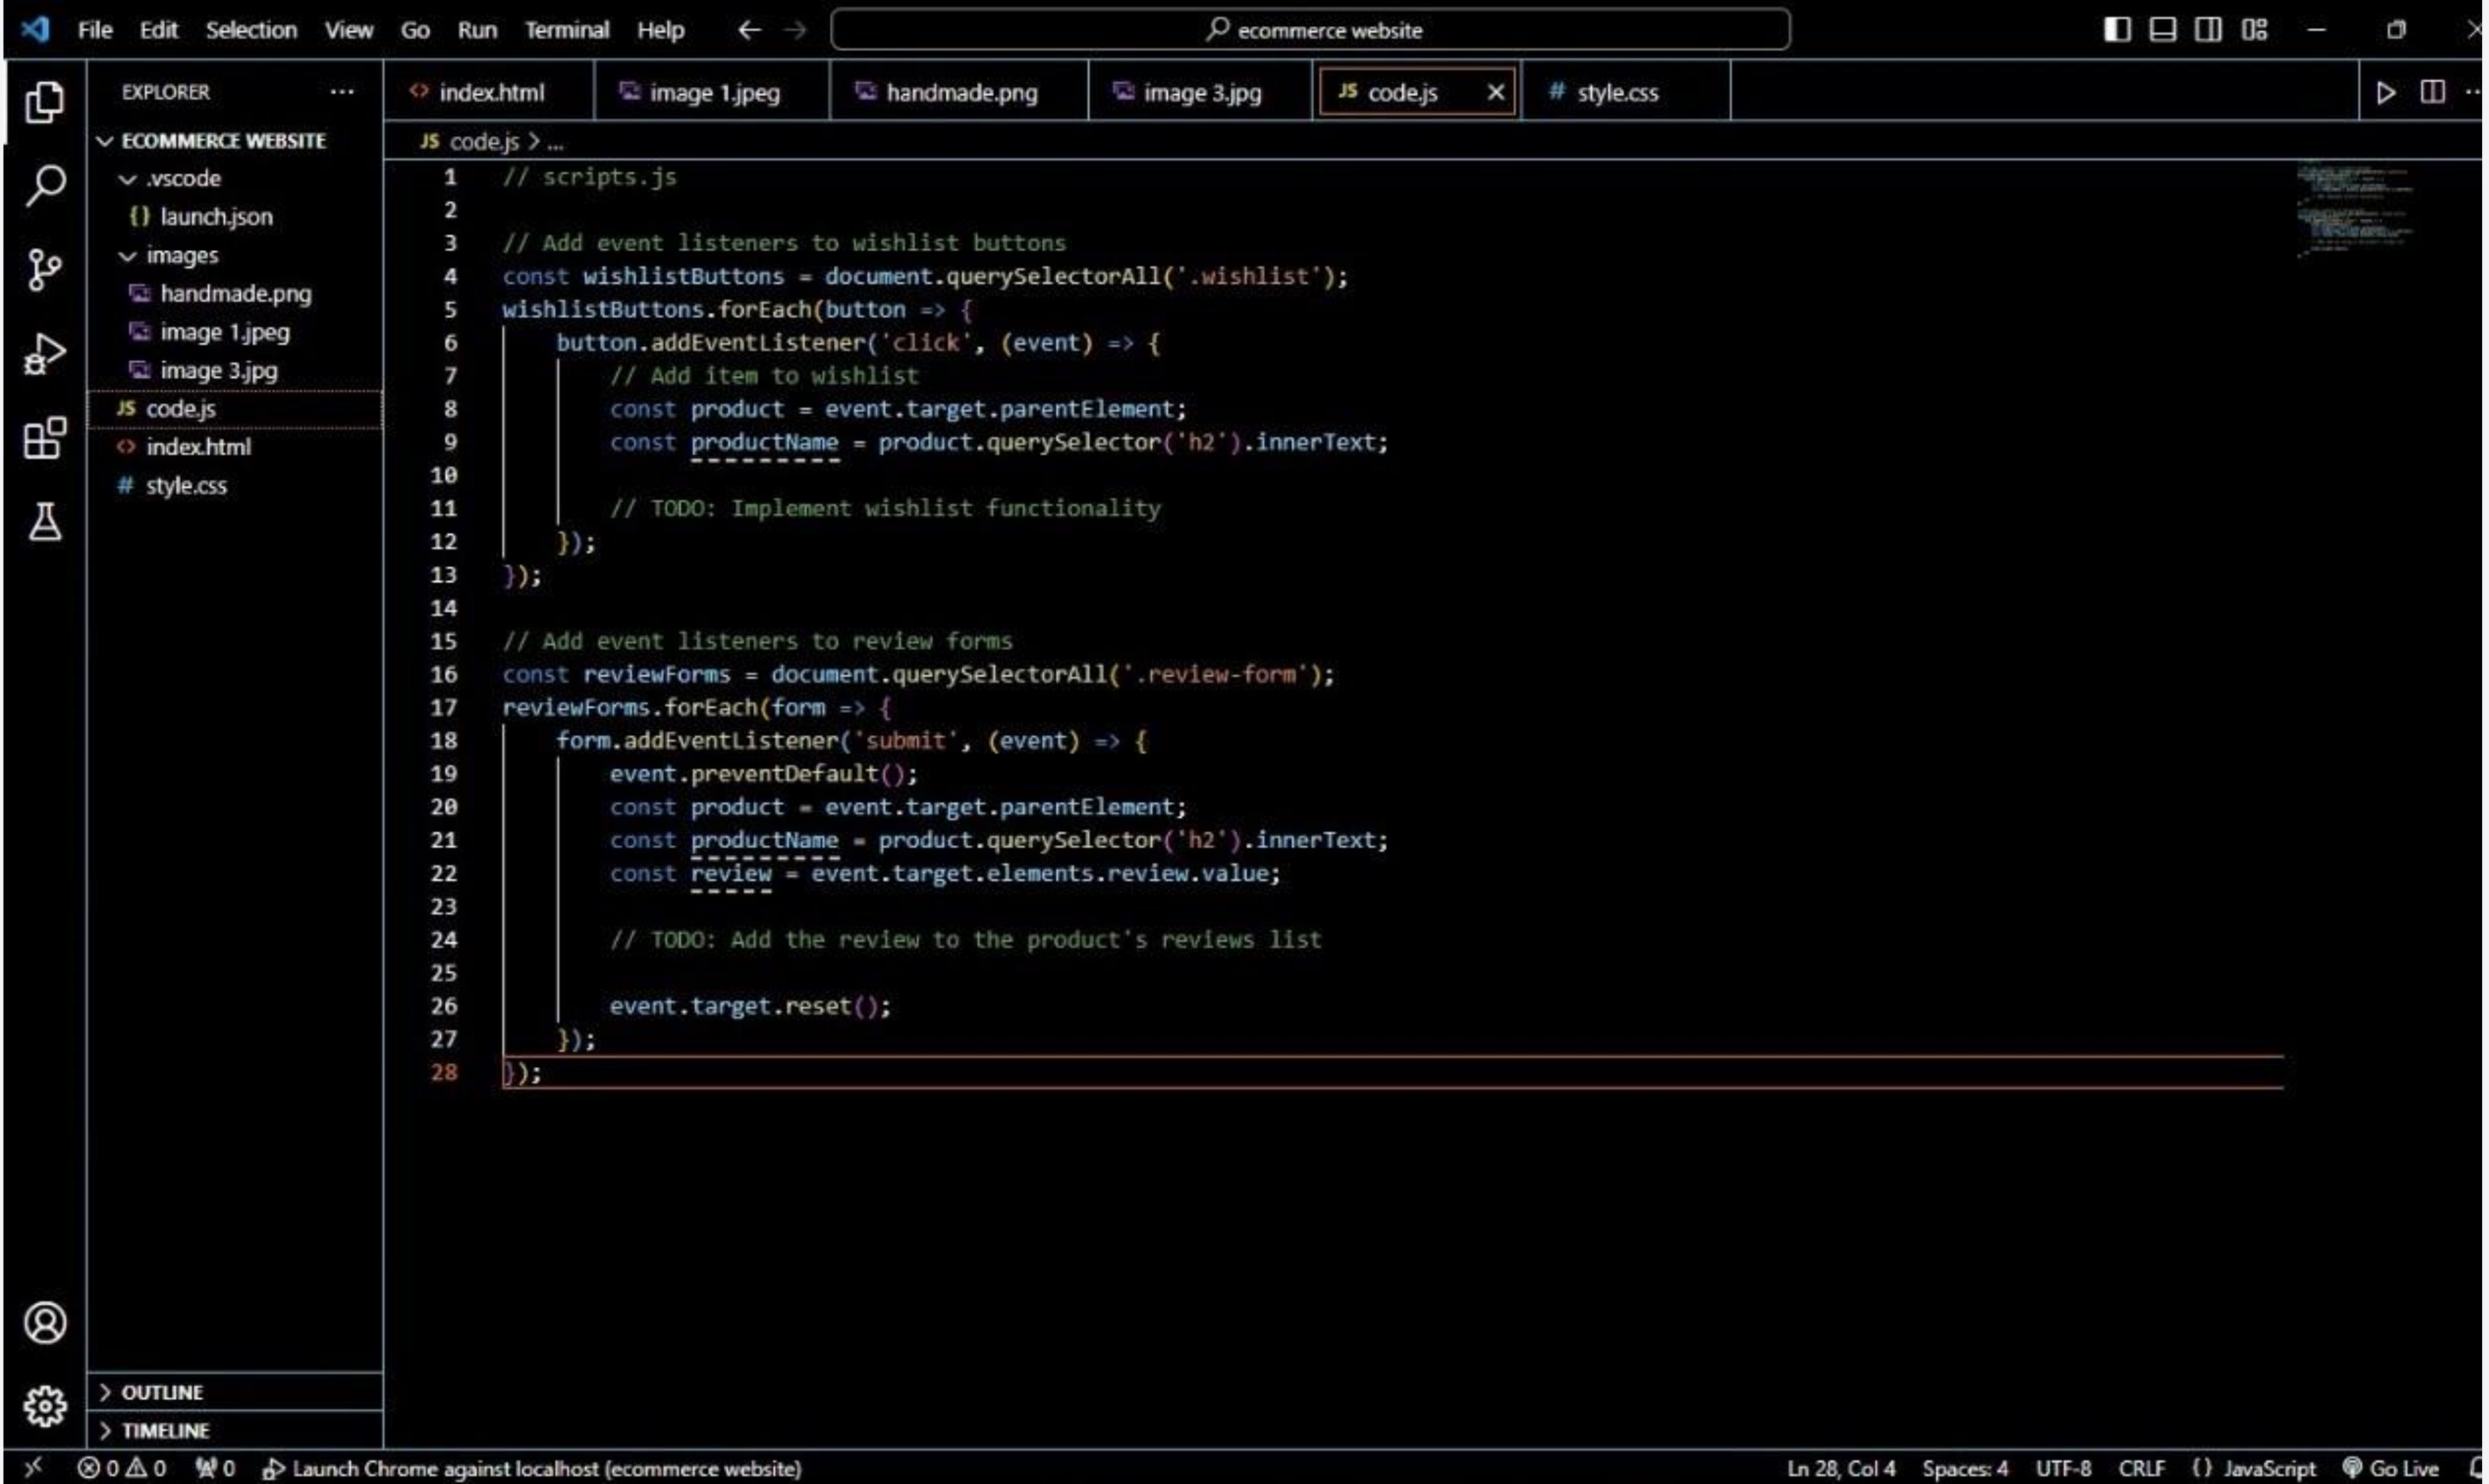 File Edit Selection View Go Run Terminal Help ecommerce website
EXPLORER ...
ECOMMERCE WEBSITE
.vscode
{} launch.json
images
handmade.png
image 1.jpeg
image 3.jpg
JS code.js
<> index.html
# style.css
OUTLINE
TIMELINE
<> index.html image 1.jpeg handmade.png image 3.jpg JS code.js # style.css
JS code.js > ...
1 // scripts.js
2
3 // Add event listeners to wishlist buttons
4 const wishlistButtons = document.querySelectorAll('.wishlist');
5 wishlistButtons.forEach(button => {
6     button.addEventListener('click', (event) => {
7         // Add item to wishlist
8         const product = event.target.parentElement;
9         const productName = product.querySelector('h2').innerText;
10
11         // TODO: Implement wishlist functionality
12     });
13 });
14
15 // Add event listeners to review forms
16 const reviewForms = document.querySelectorAll('.review-form');
17 reviewForms.forEach(form => {
18     form.addEventListener('submit', (event) => {
19         event.preventDefault();
20         const product = event.target.parentElement;
21         const productName = product.querySelector('h2').innerText;
22         const review = event.target.elements.review.value;
23
24         // TODO: Add the review to the product's reviews list
25
26         event.target.reset();
27     });
28 });
0 0 0 Launch Chrome against localhost (ecommerce website) Ln 28, Col 4 Spaces: 4 UTF-8 CRLF {} JavaScript Go Live